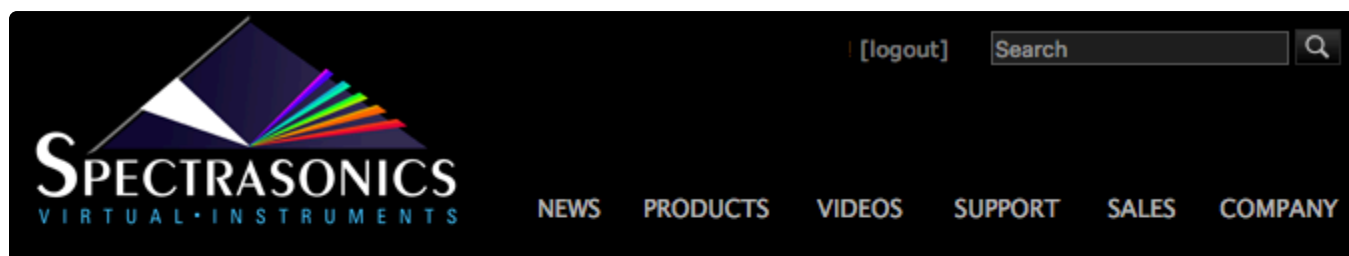 [logout] Search
SPECTRASONICS
VIRTUAL•INSTRUMENTS
NEWS PRODUCTS VIDEOS SUPPORT SALES COMPANY